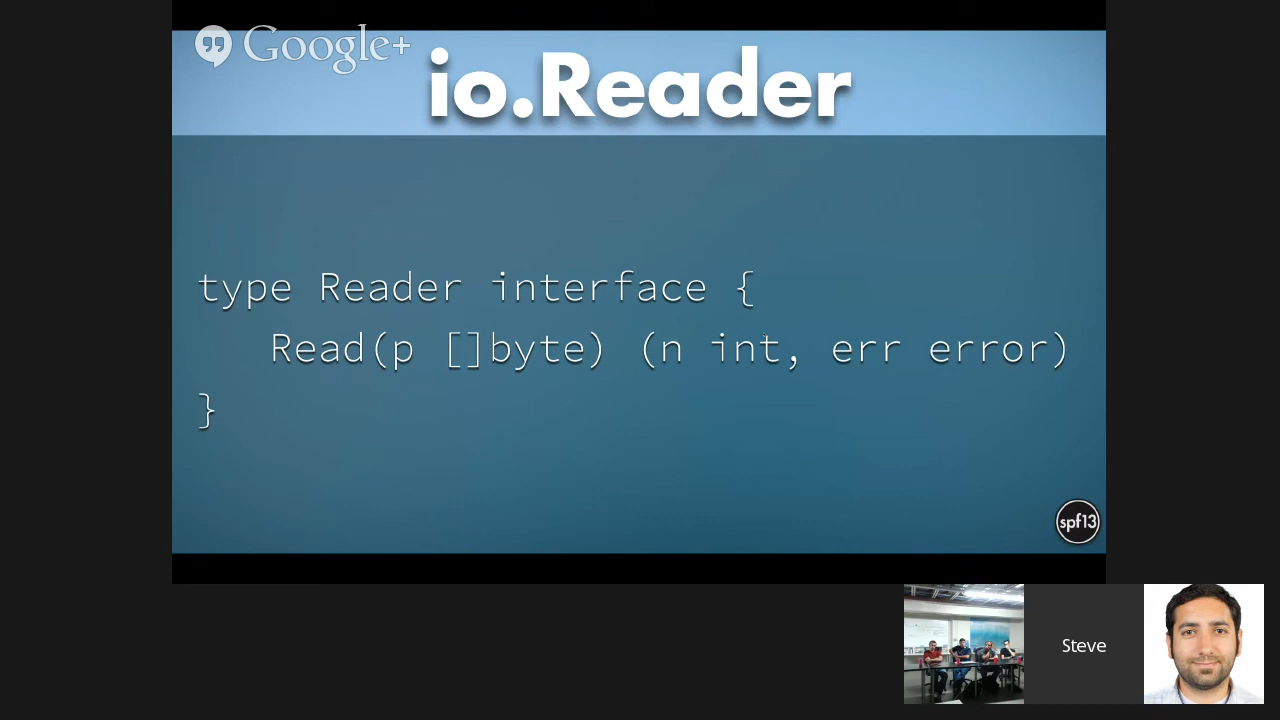 Google+
io.Reader
type Reader interface {
Read(p []byte) (n int, err error)
}
spf13
Steve